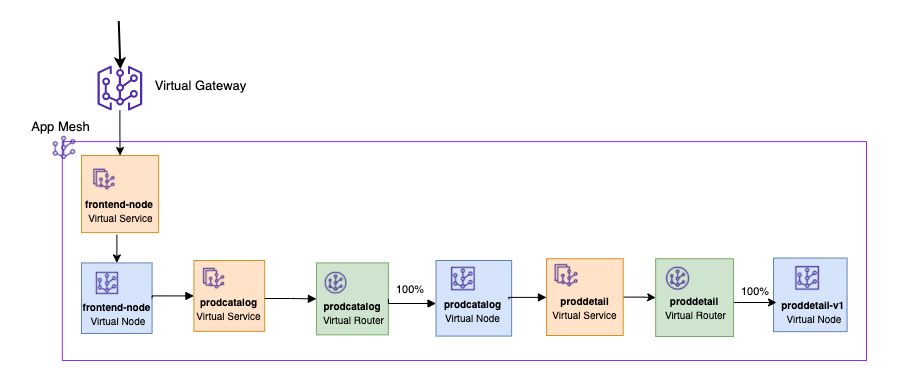 Virtual Gateway
App Mesh
frontend-node
Virtual Service
frontend-node
Virtual Node
prodcatalog
Virtual Service
prodcatalog
Virtual Router
100%
prodcatalog
Virtual Node
proddetail
Virtual Service
proddetail
Virtual Router
100%
proddetail-v1
Virtual Node